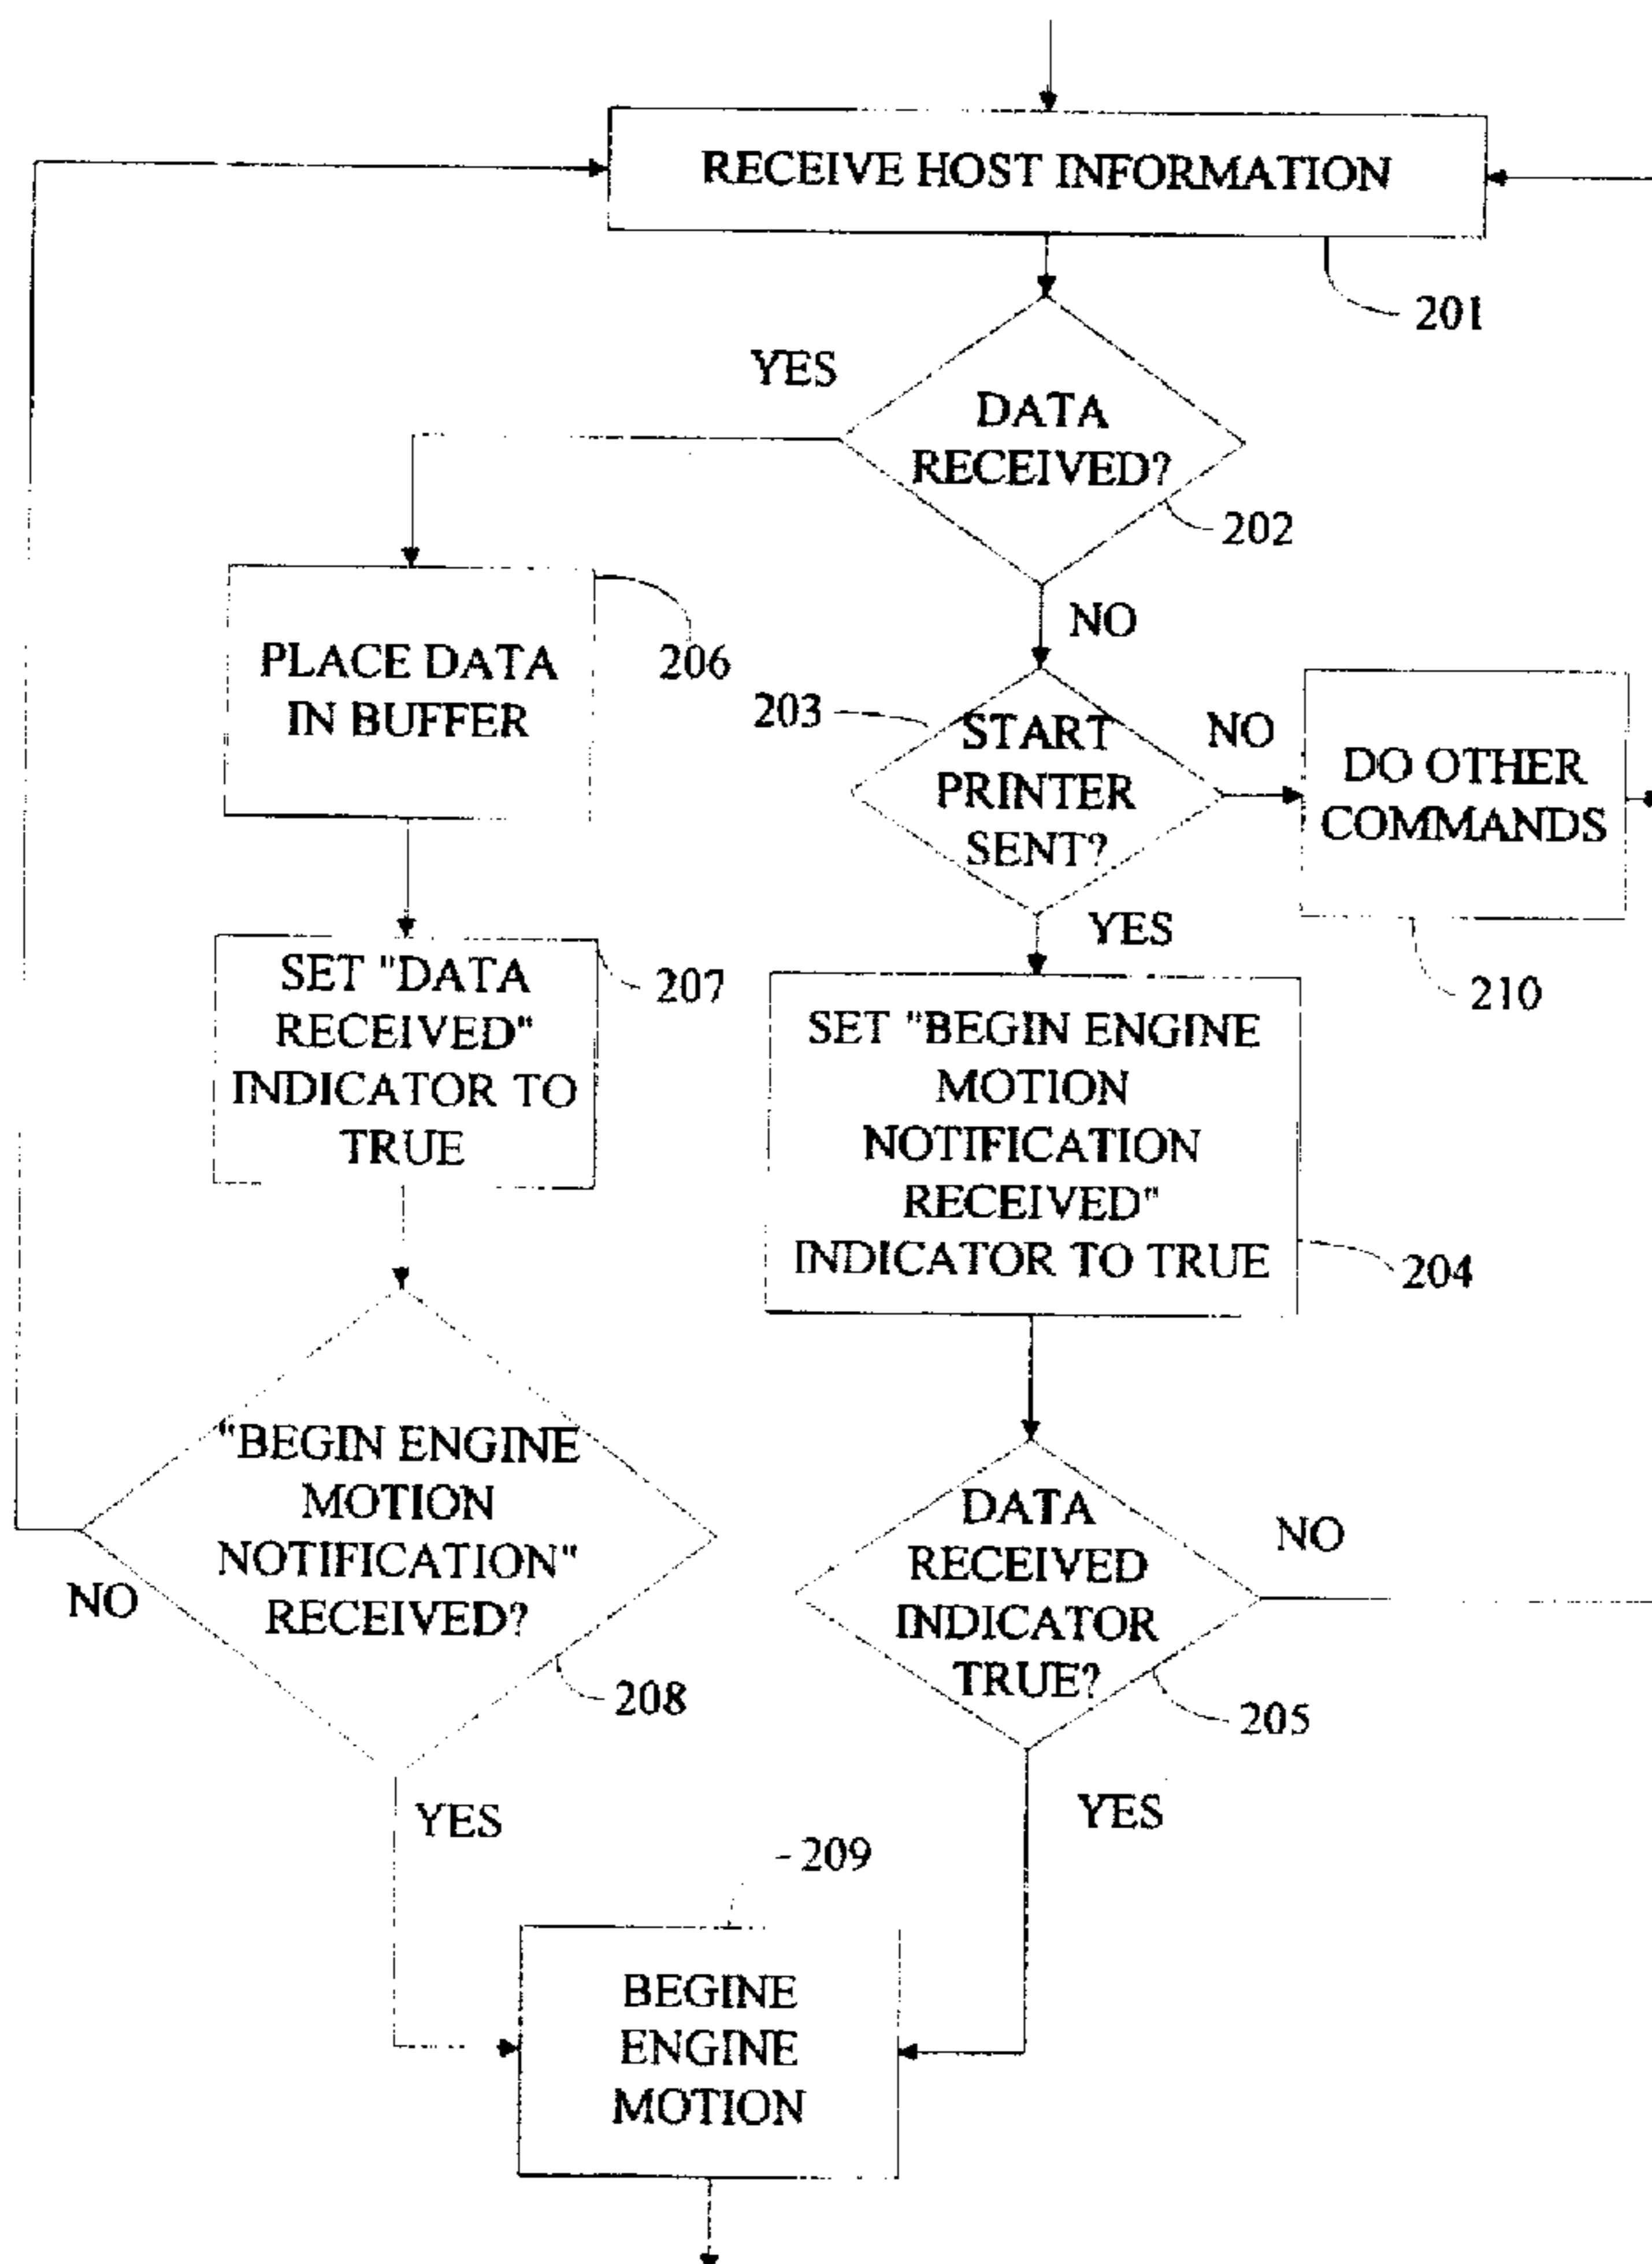 RECEIVE HOST INFORMATION
201
YES
DATA
RECEIVED?
202
NO
PLACE DATA
IN BUFFER
206
203
START
PRINTER
SENT?
NO
DO OTHER
COMMANDS
210
YES
SET "DATA
RECEIVED"
INDICATOR TO
TRUE
207
SET "BEGIN ENGINE
MOTION
NOTIFICATION
RECEIVED"
INDICATOR TO TRUE
204
"BEGIN ENGINE
MOTION
NOTIFICATION"
RECEIVED?
NO
208
DATA
RECEIVED
INDICATOR
TRUE?
NO
205
YES
YES
209
BEGINE
ENGINE
MOTION